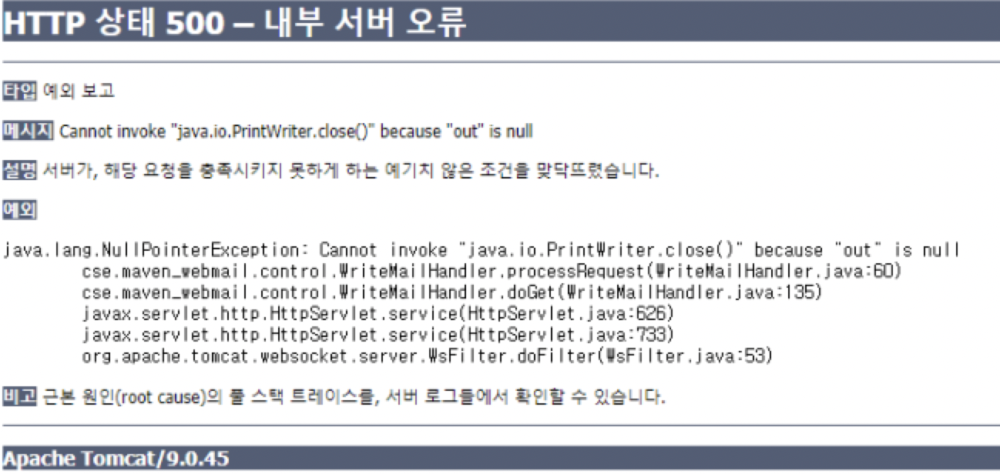 HTTP 상태 500 – 내부 서버 오류
타입 예외 보고
메시지 Cannot invoke "java.io.PrintWriter.close()" because "out" is null
설명 서버가, 해당 요청을 충족시키지 못하게 하는 예기치 않은 조건을 맞닥뜨렸습니다.
예외
java.lang.NullPointerException: Cannot invoke "java.io.PrintWriter.close()" because "out" is null
cse.maven_webmail.control.WriteMailHandler.processRequest(WriteMailHandler.java:60)
cse.maven_webmail.control.WriteMailHandler.doGet(WriteMailHandler.java:135)
javax.servlet.http.HttpServlet.service(HttpServlet.java:626)
javax.servlet.http.HttpServlet.service(HttpServlet.java:733)
org.apache.tomcat.websocket.server.WsFilter.doFilter(WsFilter.java:53)
비고 근본 원인(root cause)의 풀 스택 트레이스를, 서버 로그들에서 확인할 수 있습니다.
Apache Tomcat/9.0.45